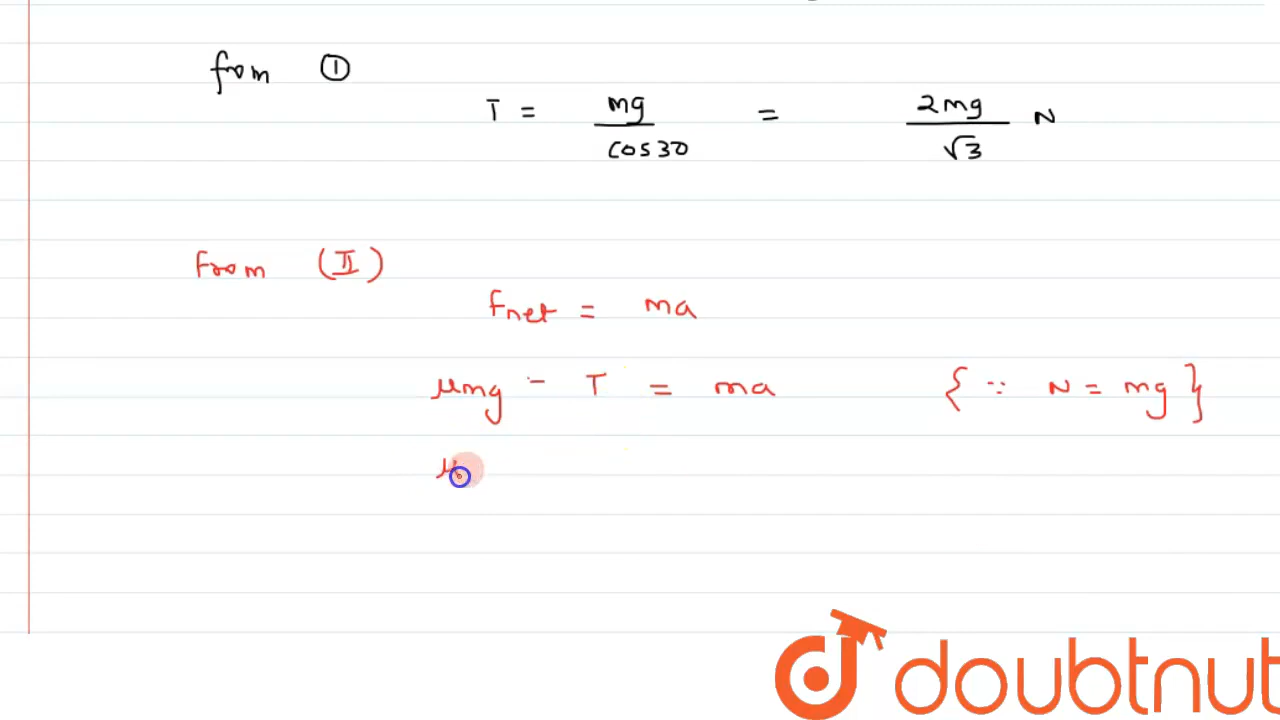 from ①
T = mg/cos30 = 2mg/√3 N
From (II)
Fnet = ma
μmg - T = ma { ∵ N = mg }
μ
doubtnut